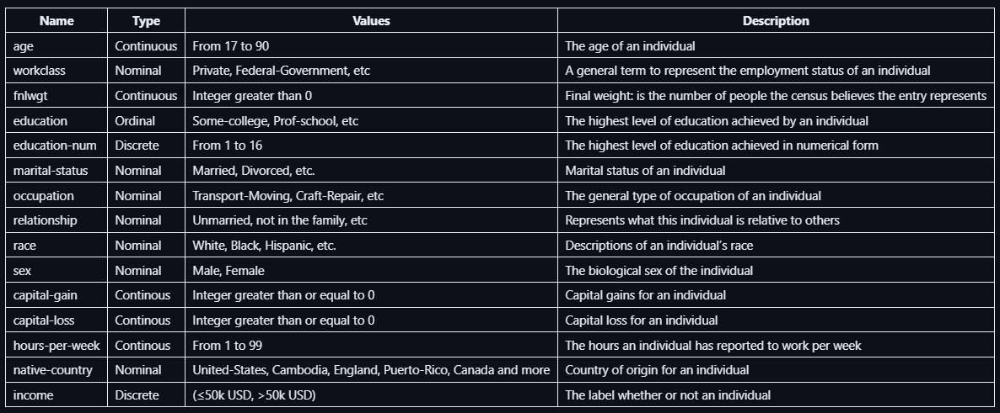 Name Type Values Description
age Continuous From 17 to 90 The age of an individual
workclass Nominal Private, Federal-Government, etc A general term to represent the employment status of an individual
fnlwgt Continuous Integer greater than 0 Final weight: is the number of people the census believes the entry represents
education Ordinal Some-college, Prof-school, etc The highest level of education achieved by an individual
education-num Discrete From 1 to 16 The highest level of education achieved in numerical form
marital-status Nominal Married, Divorced, etc. Marital status of an individual
occupation Nominal Transport-Moving, Craft-Repair, etc The general type of occupation of an individual
relationship Nominal Unmarried, not in the family, etc Represents what this individual is relative to others
race Nominal White, Black, Hispanic, etc. Descriptions of an individual's race
sex Nominal Male, Female The biological sex of the individual
capital-gain Continous Integer greater than or equal to 0 Capital gains for an individual
capital-loss Continous Integer greater than or equal to 0 Capital loss for an individual
hours-per-week Continous From 1 to 99 The hours an individual has reported to work per week
native-country Nominal United-States, Cambodia, England, Puerto-Rico, Canada and more Country of origin for an individual
income Discrete (≤50k USD, >50k USD) The label whether or not an individual